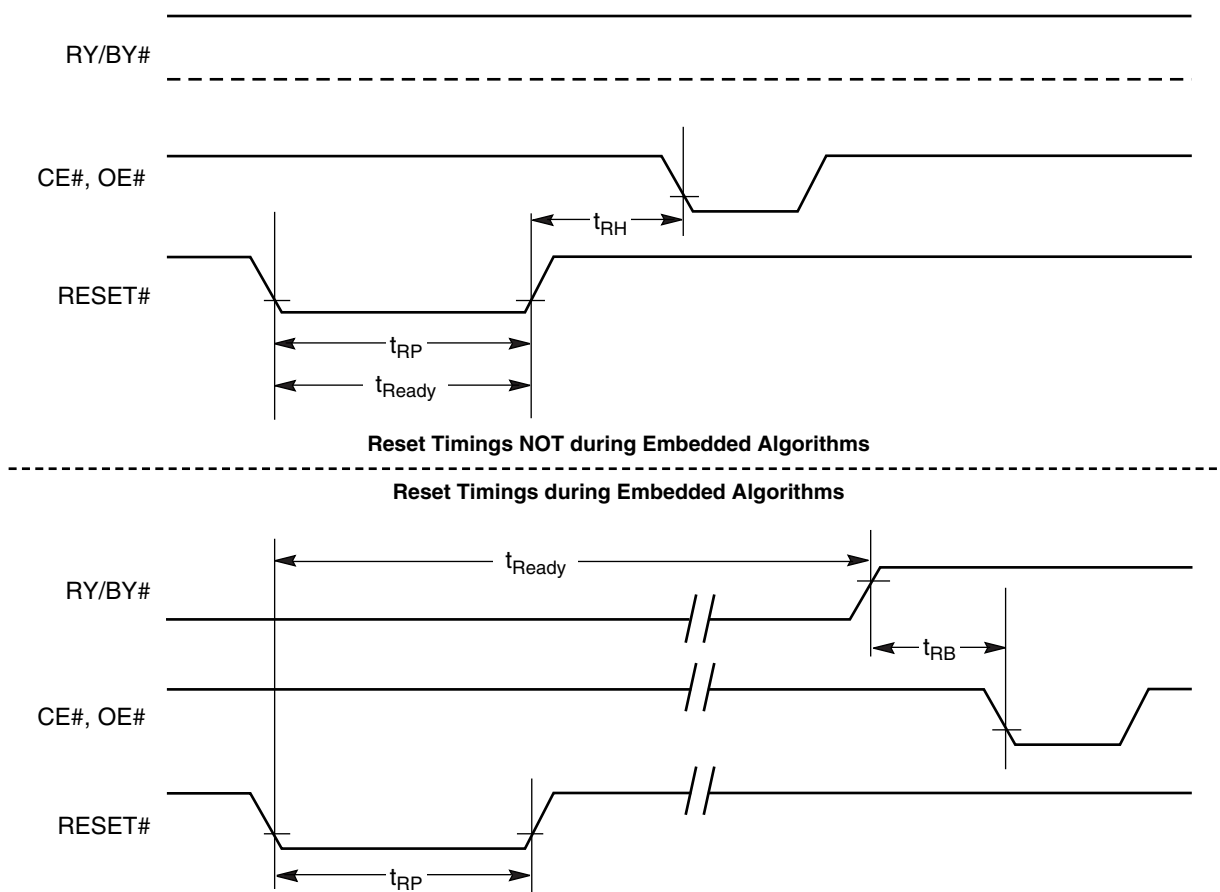 RY/BY#
CE#, OE#
tRH
RESET#
tRP
tReady
Reset Timings NOT during Embedded Algorithms
Reset Timings during Embedded Algorithms
tReady
RY/BY#
tRB
CE#, OE#
RESET#
tRP